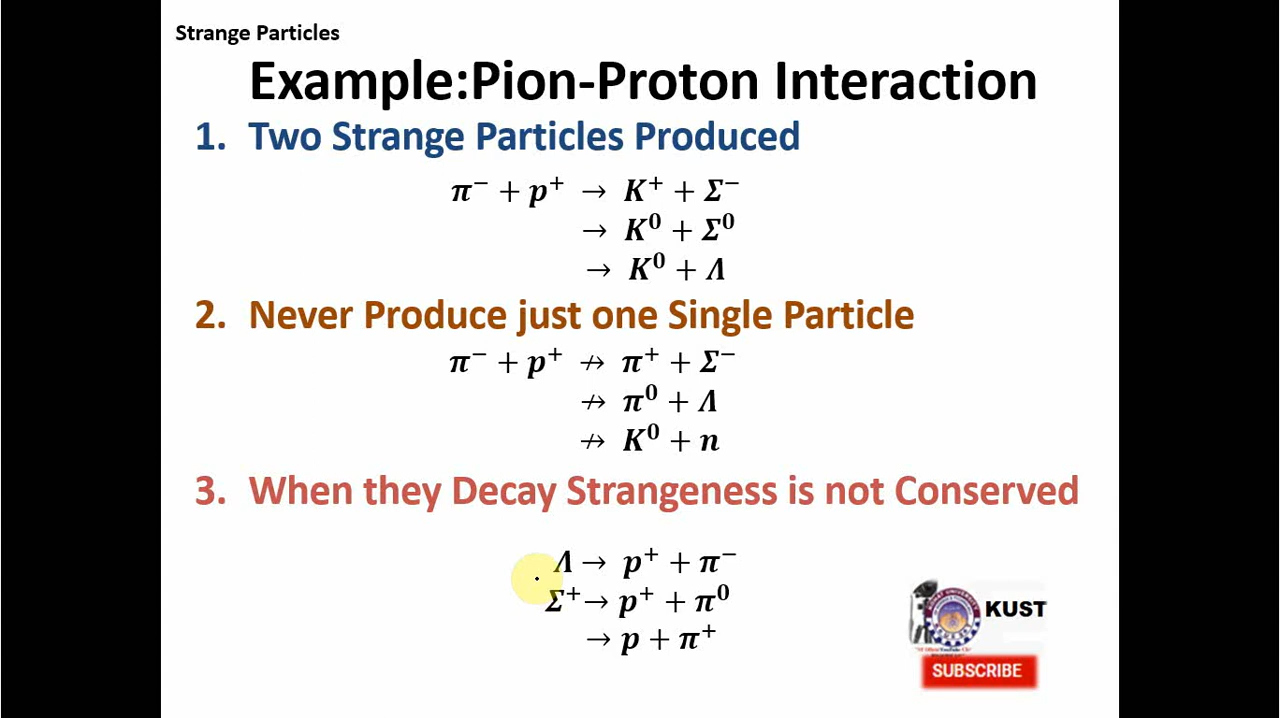 Strange Particles
Example:Pion-Proton Interaction
1. Two Strange Particles Produced
π⁻ + p⁺ → K⁺ + Σ⁻
→ K⁰ + Σ⁰
→ K⁰ + Λ
2. Never Produce just one Single Particle
π⁻ + p⁺ ↛ π⁺ + Σ⁻
↛ π⁰ + Λ
↛ K⁰ + n
3. When they Decay Strangeness is not Conserved
Λ → p⁺ + π⁻
Σ⁺ → p⁺ + π⁰
→ p + π⁺
KUST
SUBSCRIBE